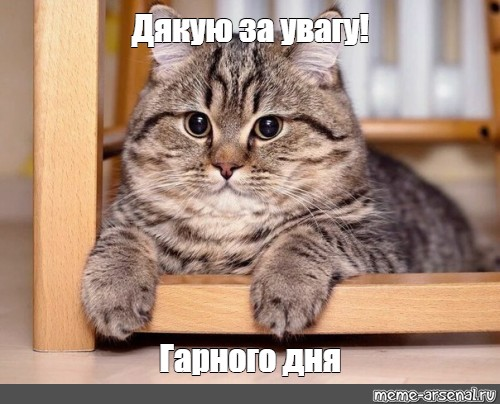 Дякую за увагу!
Гарного дня
meme-arsenal.ru